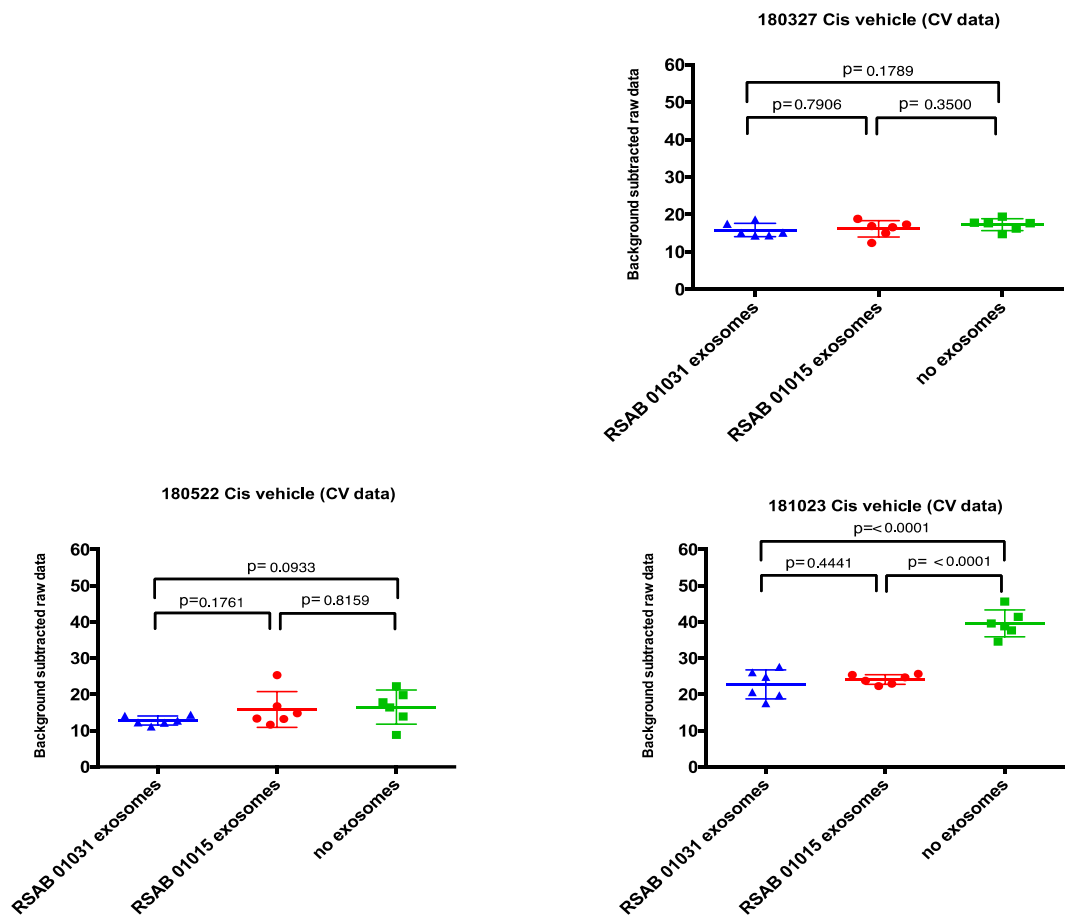 180327 Cis vehicle (CV data)
Background subtracted raw data
60
50
40
30
20
10
0
p= 0.1789
p= 0.7906
p= 0.3500
RSAB 01031 exosomes
RSAB 01015 exosomes
no exosomes
180522 Cis vehicle (CV data)
Background subtracted raw data
60
50
40
30
20
10
0
p= 0.0933
p=0.1761
p= 0.8159
RSAB 01031 exosomes
RSAB 01015 exosomes
no exosomes
181023 Cis vehicle (CV data)
Background subtracted raw data
60
50
40
30
20
10
0
p=< 0.0001
p= 0.4441
p= <0.0001
RSAB 01031 exosomes
RSAB 01015 exosomes
no exosomes